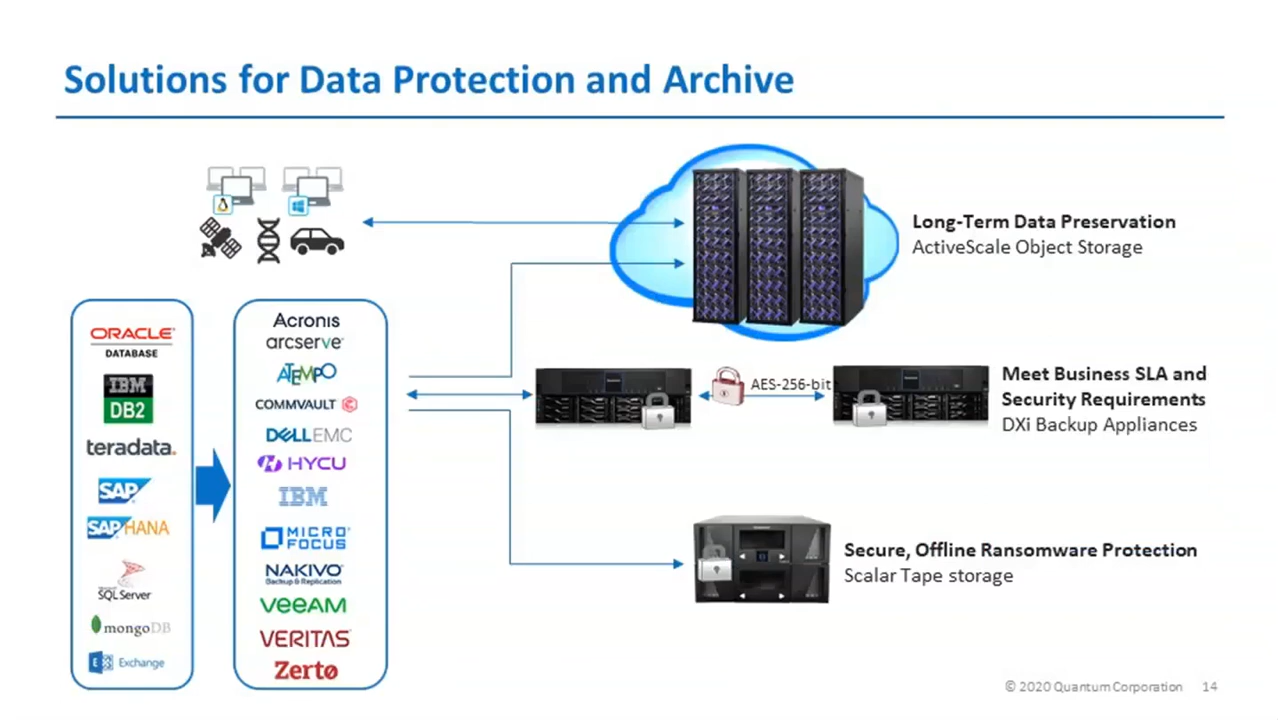 Solutions for Data Protection and Archive
Long-Term Data Preservation
ActiveScale Object Storage
ORACLE
DATABASE
IBM
DB2
teradata.
SAP
SAP HANA
SQL Server
mongoDB
Exchange
Acronis
arcserve
ATEMPO
COMMVAULT
DELL EMC
HYCU
IBM
MICRO
FOCUS
NAKIVO
Backup & Replication
VEEAM
VERITAS
Zerto
AES-256-bit
Meet Business SLA and
Security Requirements
DXi Backup Appliances
Secure, Offline Ransomware Protection
Scalar Tape storage
© 2020 Quantum Corporation 14